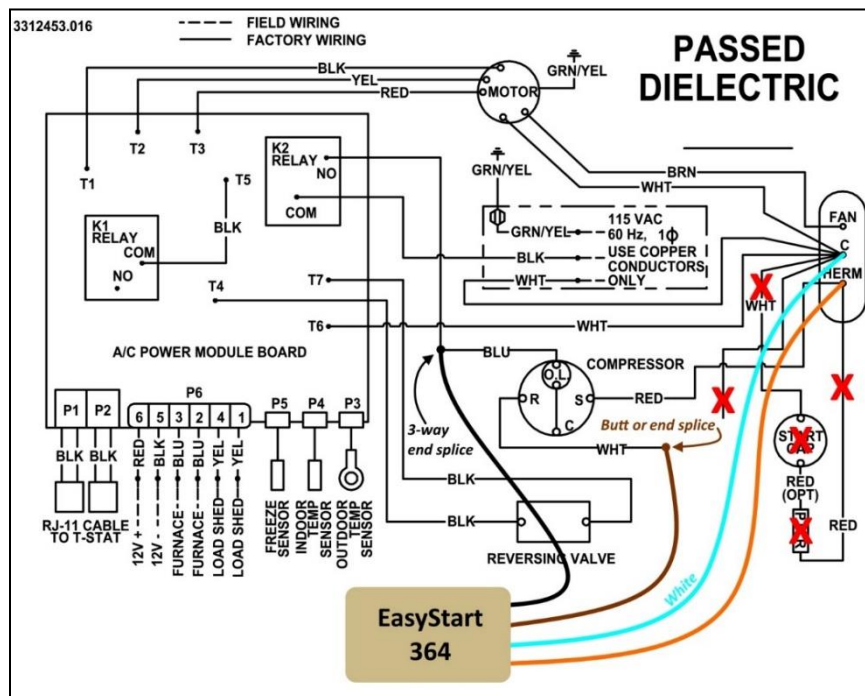 3312453.016
FIELD WIRING
FACTORY WIRING
PASSED
DIELECTRIC
BLK
YEL
RED
MOTOR
GRN/YEL
T1
T2
T3
K2
RELAY
NO
COM
T5
BLK
K1
RELAY
COM
NO
T4
T7
T6
A/C POWER MODULE BOARD
GRN/YEL
BRN
WHT
FAN
C
HERM
GRN/YEL
BLK
WHT
115 VAC
60 Hz, 1ϕ
USE COPPER
CONDUCTORS
ONLY
WHT
WHT
BLU
COMPRESSOR
O.L.
R
S
C
RED
WHT
3-way
end splice
Butt or end splice
START
CAP
RED
(OPT)
RED
BLK
BLK
REVERSING VALVE
P1
P2
P6
6
5
3
2
4
1
P5
P4
P3
BLK
BLK
BLK
BLK
RJ-11 CABLE
TO T-STAT
RED
BLK
BLU
BLU
YEL
YEL
12V +
12V -
FURNACE
FURNACE
LOAD SHED
LOAD SHED
FREEZE
SENSOR
INDOOR
TEMP
SENSOR
OUTDOOR
TEMP
SENSOR
White
EasyStart
364